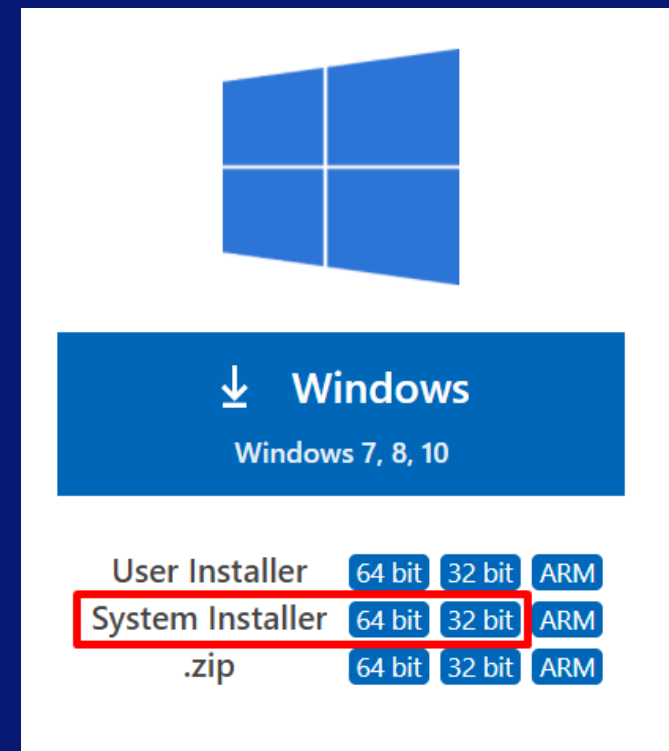 Windows
Windows 7, 8, 10
User Installer 64 bit 32 bit ARM
System Installer 64 bit 32 bit ARM
.zip 64 bit 32 bit ARM